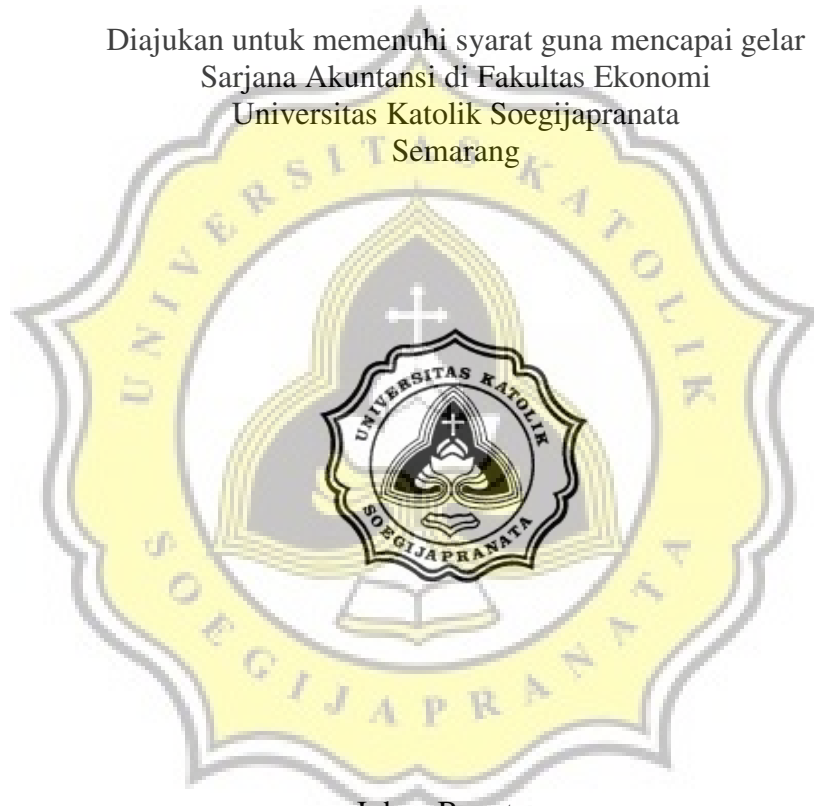 Diajukan untuk memenuhi syarat guna mencapai gelar
Sarjana Akuntansi di Fakultas Ekonomi
Universitas Katolik Soegijapranata
Semarang
UNIVERSITAS KATOLIK
SOEGIJAPRANATA
UNIVERSITAS KATOLIK
SOEGIJAPRANATA